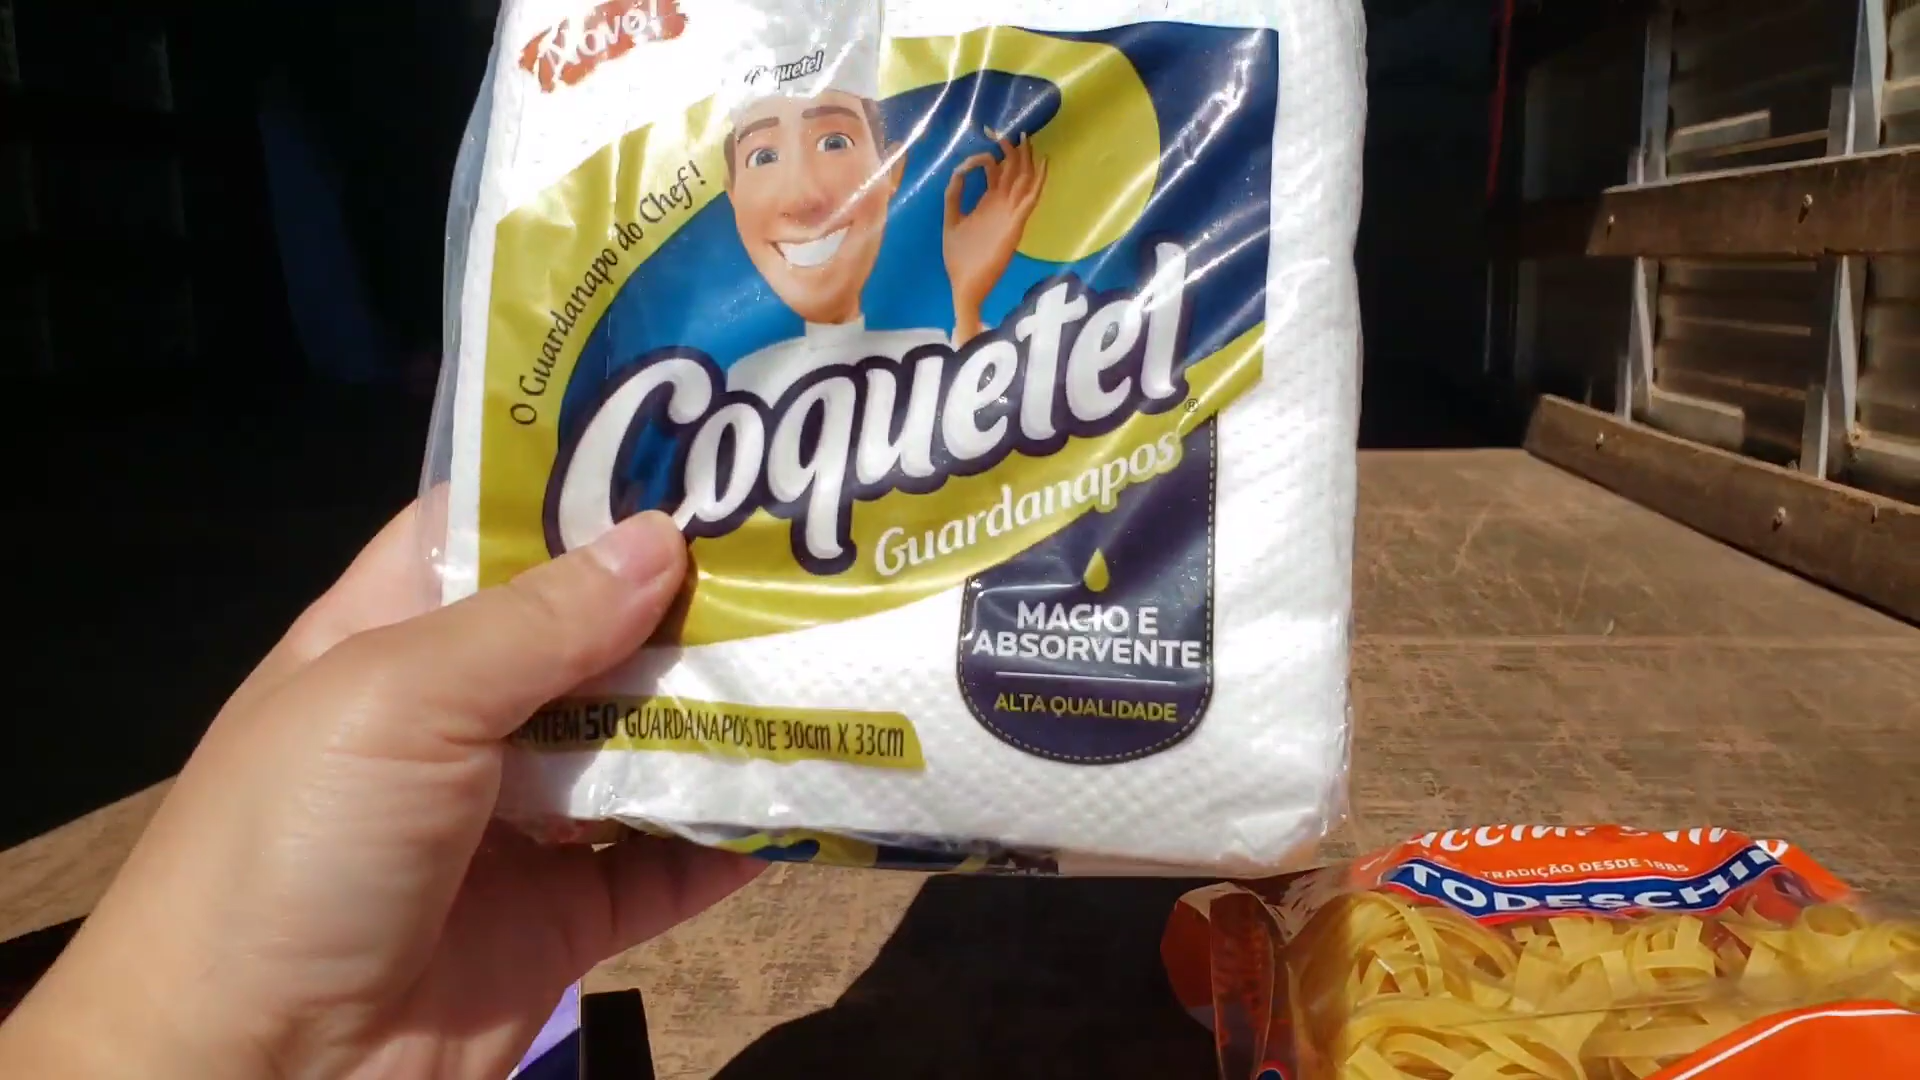 Novo!
Coquetel
O Guardanapo do Chef!
Coquetel
®
Guardanapos
MACIO E
ABSORVENTE
ALTA QUALIDADE
50 GUARDANAPOS DE 30cm X 33cm
TRADIÇÃO DESDE 1885
TODESCHINI